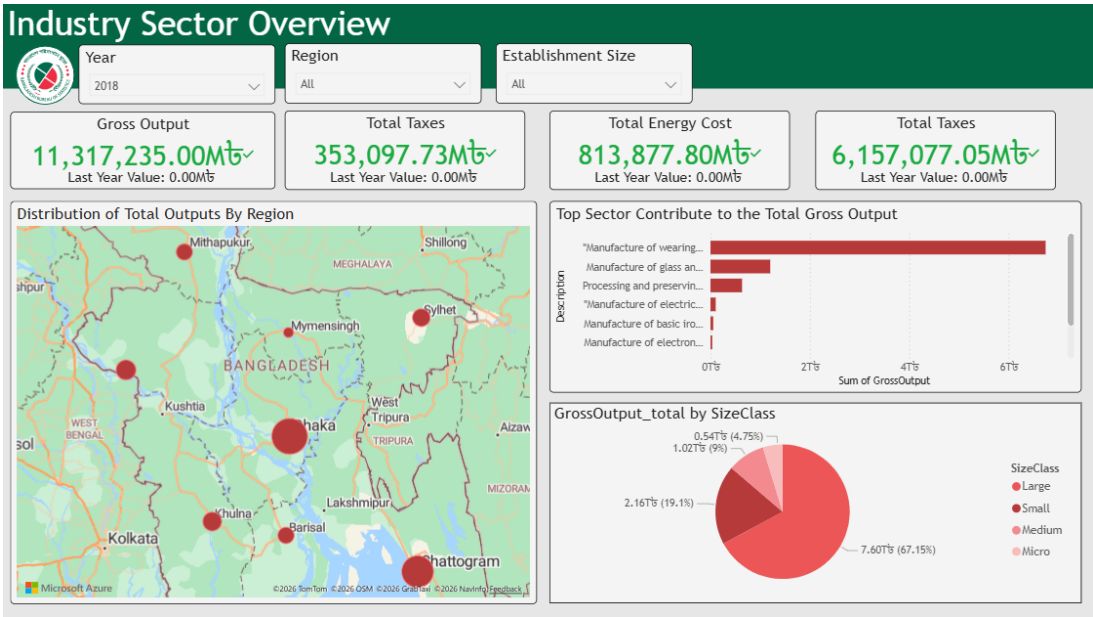 Industry Sector Overview
Year
2018
Region
All
Establishment Size
All
Gross Output
11,317,235.00M৳
Last Year Value: 0.00M৳
Total Taxes
353,097.73M৳
Last Year Value: 0.00M৳
Total Energy Cost
813,877.80M৳
Last Year Value: 0.00M৳
Total Taxes
6,157,077.05M৳
Last Year Value: 0.00M৳
Distribution of Total Outputs By Region
Mithapukur
Shillong
MEGHALAYA
shpur
Sylhet
Mymensingh
BANGLADESH
Kushtia
West
Tripura
WEST
BENGAL
haka
Aizaw
sol
TRIPURA
MIZORAM
Lakshmipur
Khulna
Barisal
Kolkata
hattogram
Microsoft Azure
©2026 TomTom ©2026 OSM ©2026 Feedback
Top Sector Contribute to the Total Gross Output
Description
"Manufacture of wearing...
Manufacture of glass an...
Processing and preservin...
"Manufacture of electric...
Manufacture of basic iro...
Manufacture of electron...
0T৳ 2T৳ 4T৳ 6T৳
Sum of GrossOutput
GrossOutput_total by SizeClass
0.54T৳ (4.75%)
1.02T৳ (9%)
2.16T৳ (19.1%)
7.60T৳ (67.15%)
SizeClass
Large
Small
Medium
Micro